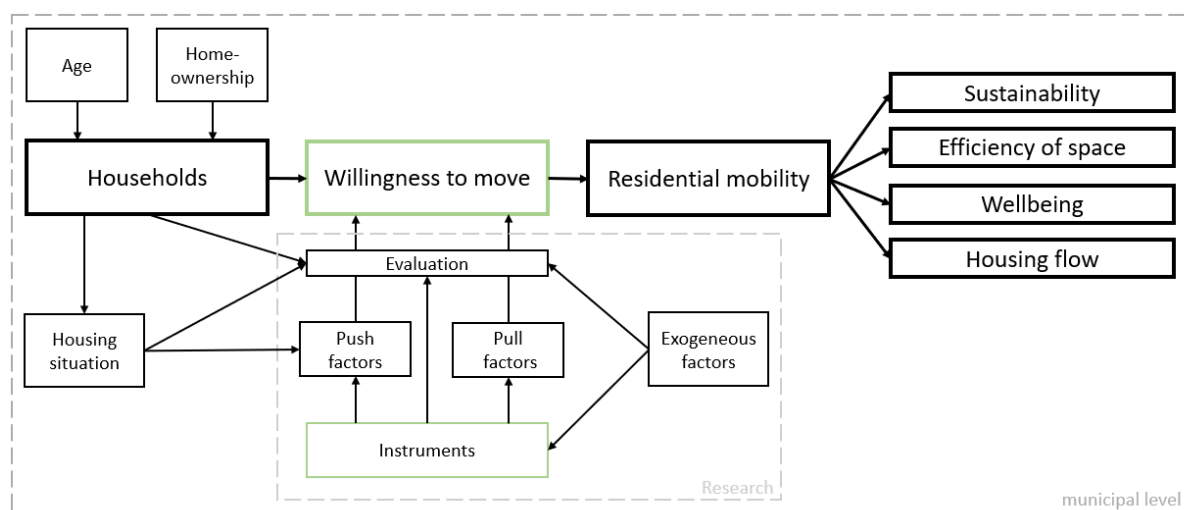 Age
Home-
ownership
Households
Willingness to move
Residential mobility
Sustainability
Efficiency of space
Wellbeing
Housing flow
Evaluation
Housing
situation
Push
factors
Pull
factors
Exogeneous
factors
Instruments
Research
municipal level